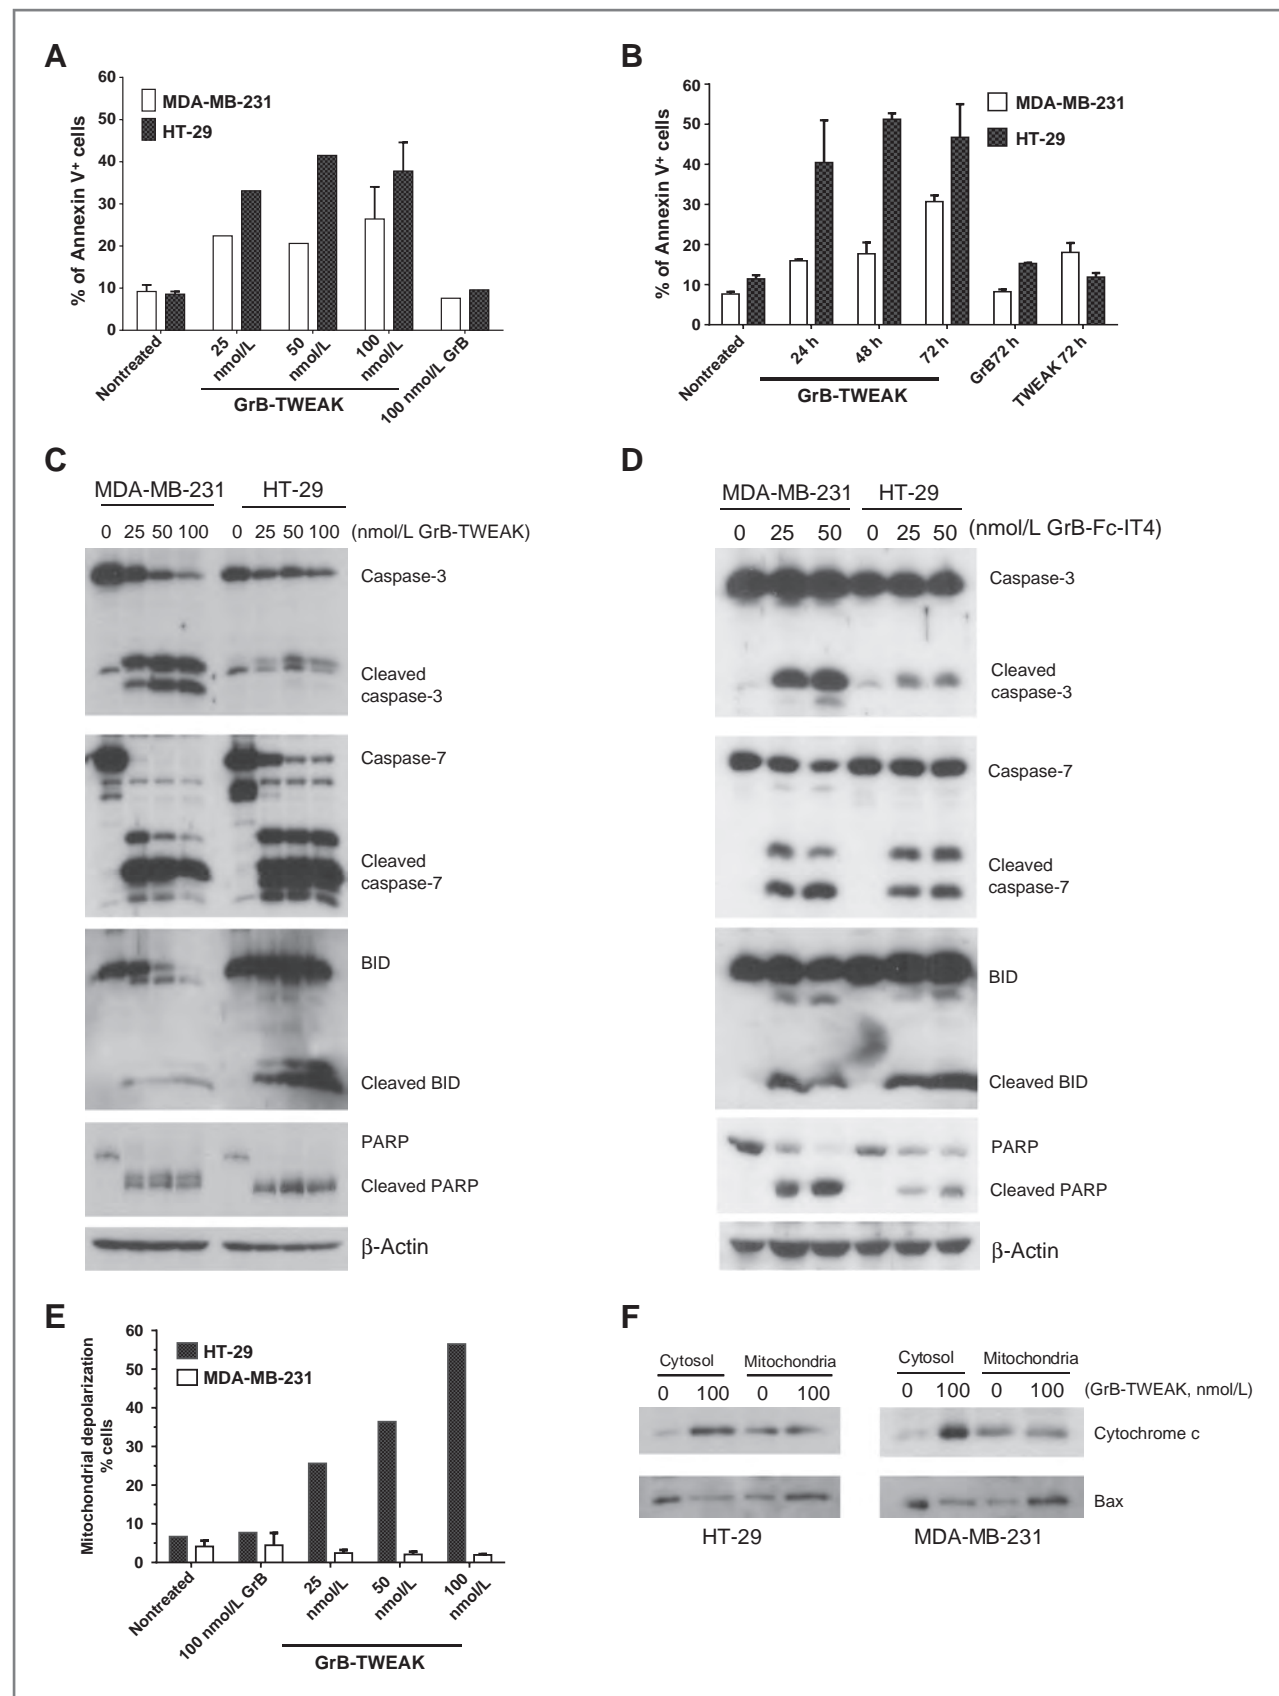 A
60
50
40
30
20
10
0
% of Annexin V+ cells
MDA-MB-231
HT-29
Nontreated
25
nmol/L
50
nmol/L
100
nmol/L
100 nmol/L GrB
GrB-TWEAK
B
60
50
40
30
20
10
0
% of Annexin V+ cells
MDA-MB-231
HT-29
Nontreated
24 h
48 h
72 h
GrB72 h
TWEAK 72 h
GrB-TWEAK
C
MDA-MB-231 HT-29
0 25 50 100 0 25 50 100 (nmol/L GrB-TWEAK)
Caspase-3
Cleaved
caspase-3
Caspase-7
Cleaved
caspase-7
BID
Cleaved BID
PARP
Cleaved PARP
β-Actin
D
MDA-MB-231 HT-29
0 25 50 0 25 50 (nmol/L GrB-Fc-IT4)
Caspase-3
Cleaved
caspase-3
Caspase-7
Cleaved
caspase-7
BID
Cleaved BID
PARP
Cleaved PARP
β-Actin
E
60
50
40
30
20
10
0
Mitochondrial depolarization
% cells
HT-29
MDA-MB-231
Nontreated
100 nmol/L GrB
25
nmol/L
50
nmol/L
100
nmol/L
GrB-TWEAK
F
Cytosol Mitochondria Cytosol Mitochondria
0 100 0 100 0 100 0 100 (GrB-TWEAK, nmol/L)
Cytochrome c
Bax
HT-29 MDA-MB-231